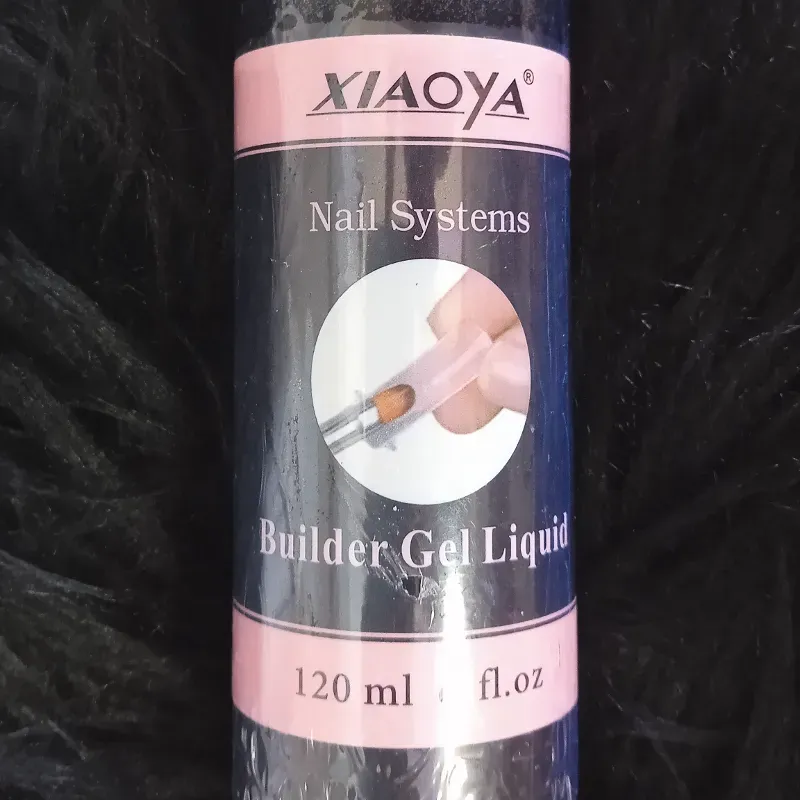 XIAOYA®
Nail Systems
Builder Gel Liquid
120 ml fl.oz